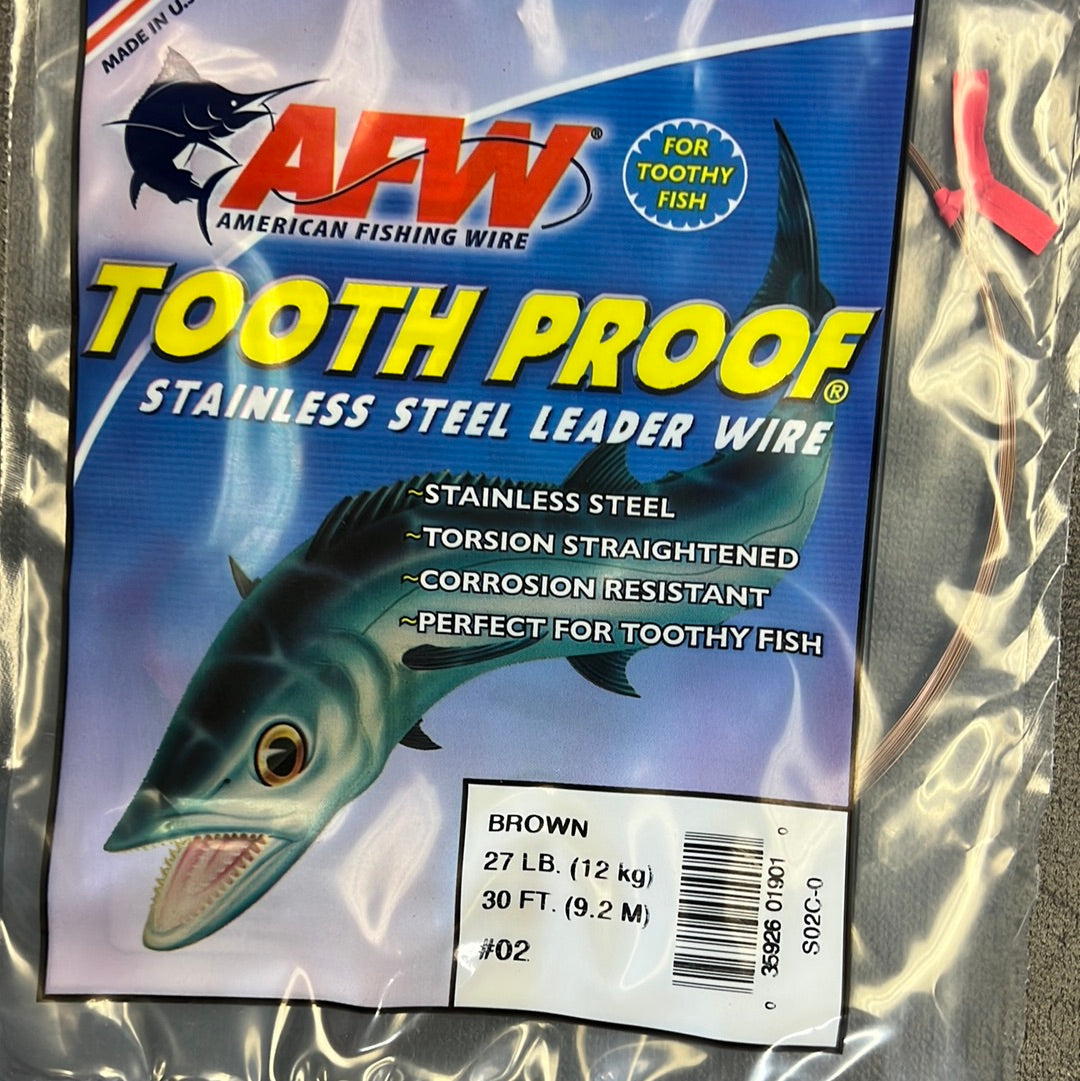 MADE IN U.S
AFW®
AMERICAN FISHING WIRE
FOR
TOOTHY
FISH
TOOTH PROOF®
STAINLESS STEEL LEADER WIRE
~STAINLESS STEEL
~TORSION STRAIGHTENED
~CORROSION RESISTANT
~PERFECT FOR TOOTHY FISH
BROWN
27 LB. (12 kg)
30 FT. (9.2 M)
#02
0 35926 01901 0
S02C-0